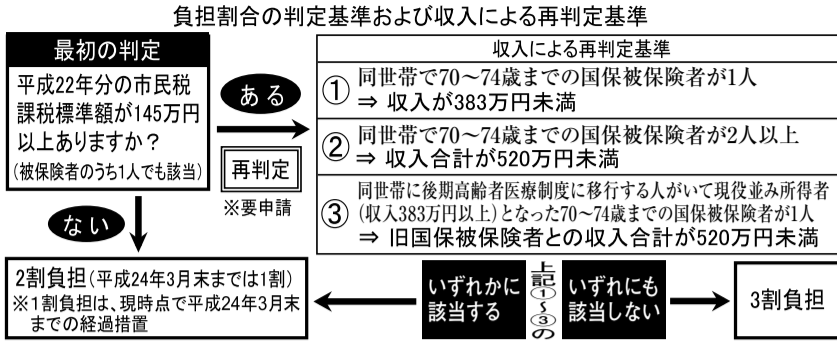 負担割合の判定基準および収入による再判定基準
最初の判定
平成22年分の市民税
課税標準額が145万円
以上ありますか？
(被保険者のうち1人でも該当)
ある
再判定
※要申請
ない
収入による再判定基準
① 同世帯で70～74歳までの国保被保険者が1人
⇒ 収入が383万円未満
② 同世帯で70～74歳までの国保被保険者が2人以上
⇒ 収入合計が520万円未満
③ 同世帯に後期高齢者医療制度に移行する人がいて現役並み所得者
(収入383万円以上)となった70～74歳までの国保被保険者が1人
⇒ 旧国保被保険者との収入合計が520万円未満
2割負担(平成24年3月末までは1割)
※1割負担は、現時点で平成24年3月末
までの経過措置
いずれかに
該当する
上記①～③の
いずれにも
該当しない
3割負担